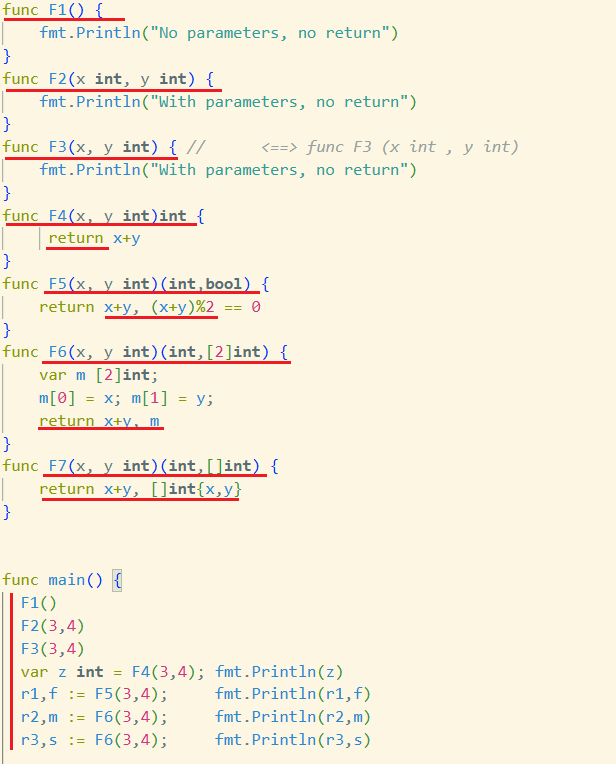 func F1() {
    fmt.Println("No parameters, no return")
}
func F2(x int, y int) {
    fmt.Println("With parameters, no return")
}
func F3(x, y int) { //      <==> func F3 (x int , y int)
    fmt.Println("With parameters, no return")
}
func F4(x, y int)int {
     return x+y
}
func F5(x, y int)(int,bool) {
    return x+y, (x+y)%2 == 0
}
func F6(x, y int)(int,[2]int) {
    var m [2]int;
    m[0] = x; m[1] = y;
    return x+y, m
}
func F7(x, y int)(int,[]int) {
    return x+y, []int{x,y}
}
func main() {
  F1()
  F2(3,4)
  F3(3,4)
  var z int = F4(3,4); fmt.Println(z)
  r1,f := F5(3,4);     fmt.Println(r1,f)
  r2,m := F6(3,4);     fmt.Println(r2,m)
  r3,s := F6(3,4);     fmt.Println(r3,s)